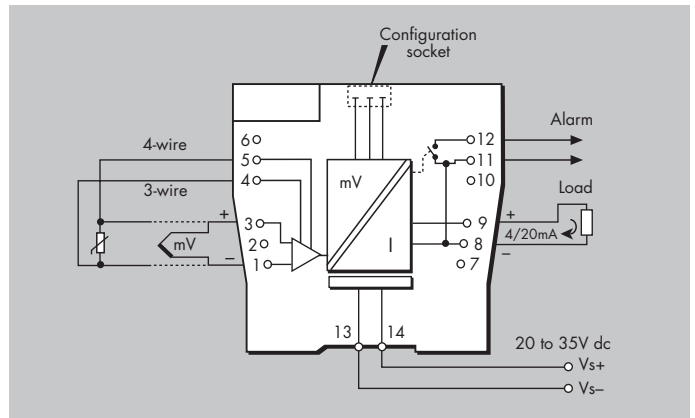 Configuration
socket
6
5
4
3
2
1
4-wire
3-wire
+
mV
–
mV
I
12
11
10
9
8
7
Alarm
Load
+
4/20mA
–
13
14
20 to 35V dc
Vs+
Vs–